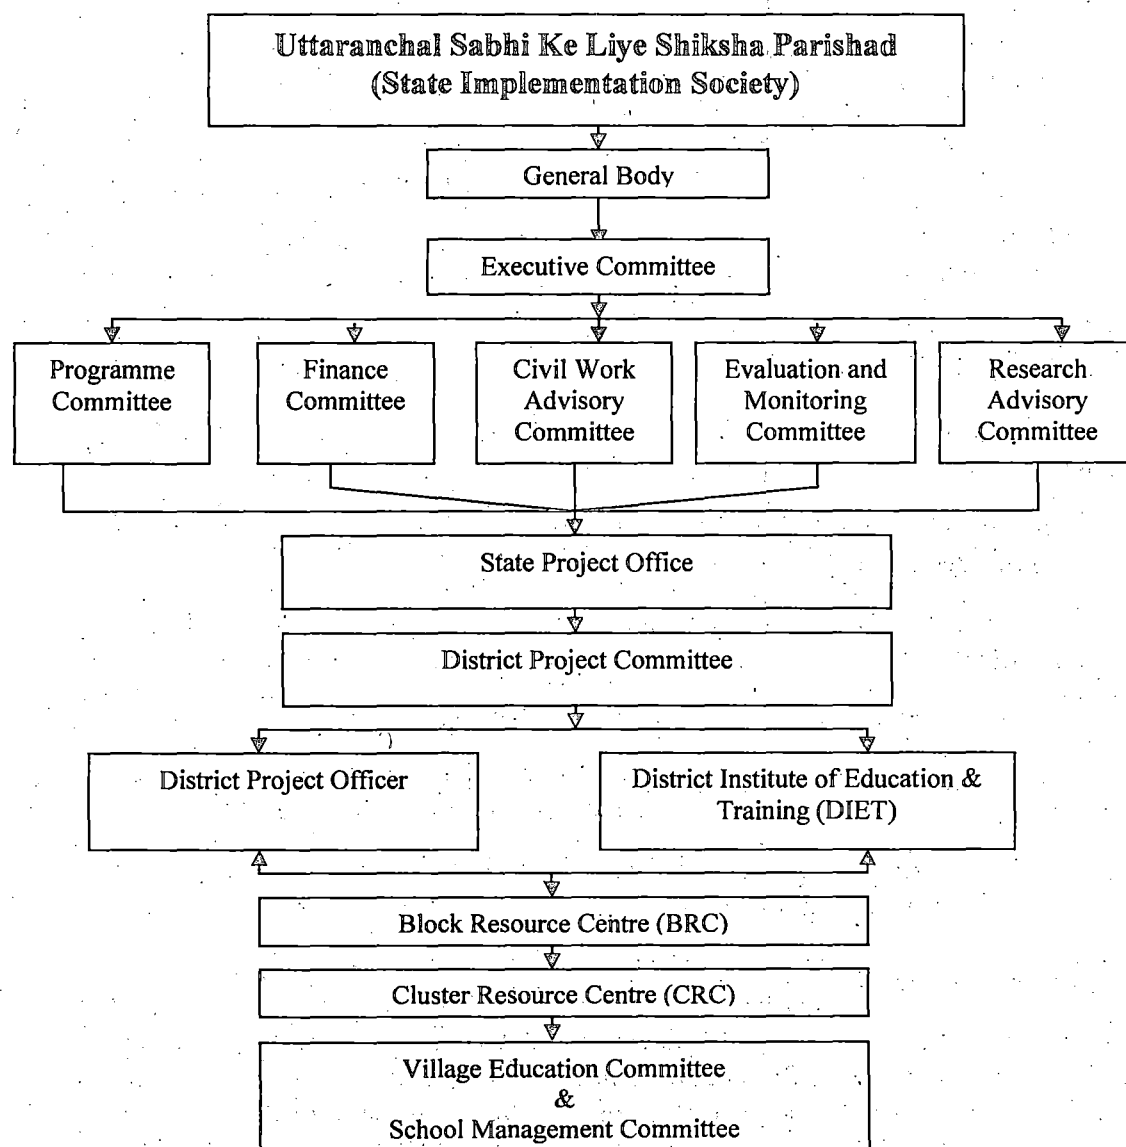 Uttaranchal Sabhi Ke Liye Shiksha Parishad
(State Implementation Society)
General Body
Executive Committee
Programme
Committee
Finance
Committee
Civil Work
Advisory
Committee
Evaluation and
Monitoring
Committee
Research
Advisory
Committee
State Project Office
District Project Committee
District Project Officer
District Institute of Education &
Training (DIET)
Block Resource Centre (BRC)
Cluster Resource Centre (CRC)
Village Education Committee
&
School Management Committee